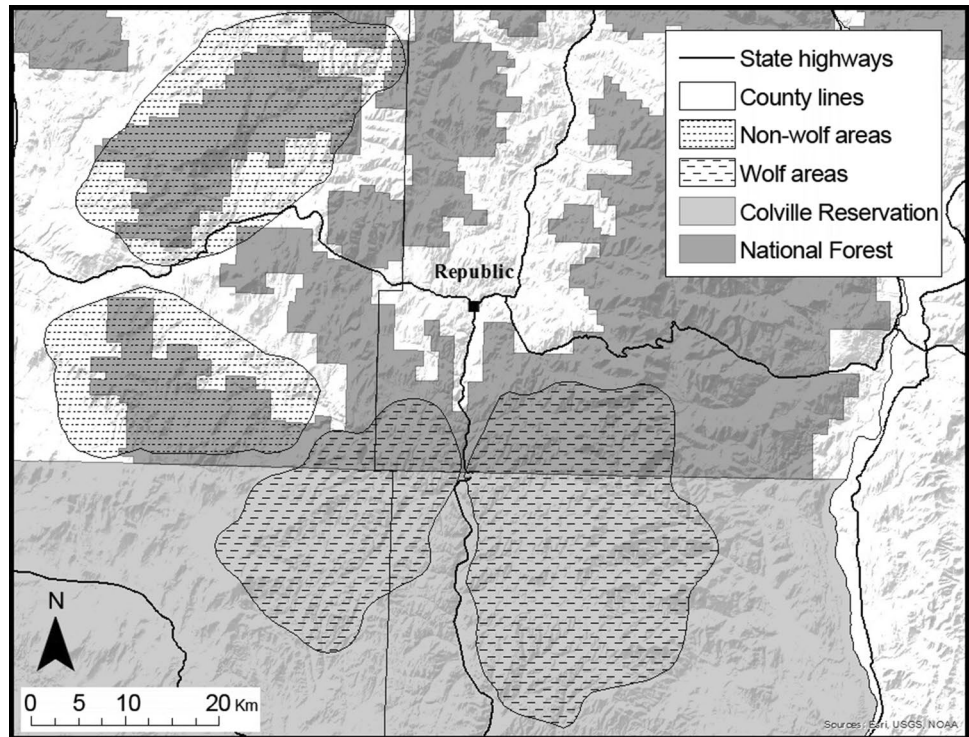 State highways
County lines
Non-wolf areas
Wolf areas
Colville Reservation
National Forest
Republic
N
0 5 10 20 Km
Sources: Esri, USGS, NOAA